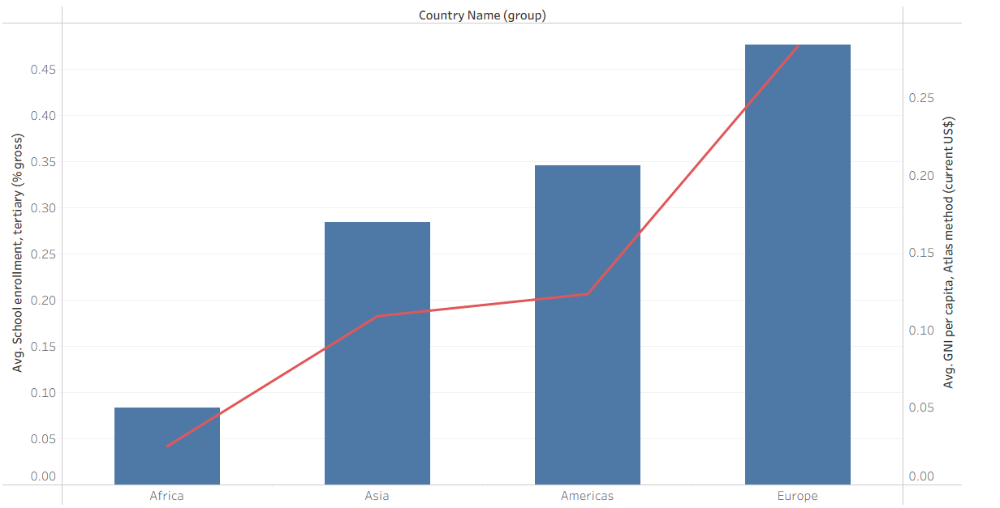 Country Name (group)
Avg. School enrollment, tertiary (% gross)
0.45
0.40
0.35
0.30
0.25
0.20
0.15
0.10
0.05
0.00
Africa
Asia
Americas
Europe
0.25
0.20
0.15
0.10
0.05
0.00
Avg. GNI per capita, Atlas method (current US$)